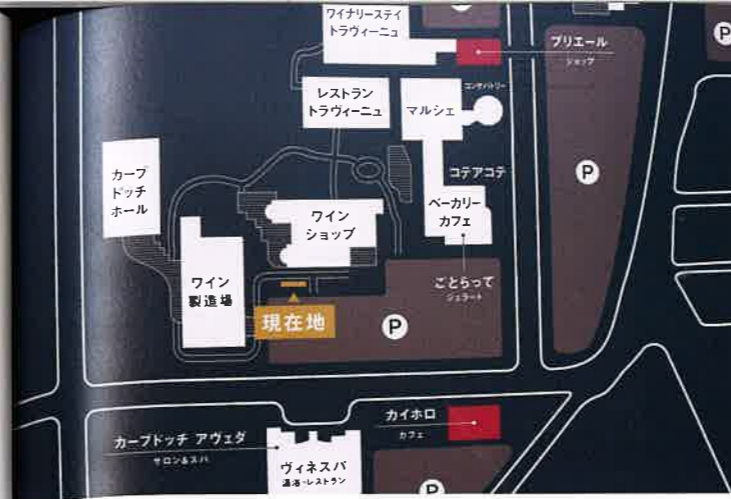 ワイナリーステイ
トラヴィーニュ
プリエール
ショップ
P
レストラン
トラヴィーニュ
マルシェ
コンサバトリー
カーブ
ドッチ
ホール
コテアコテ
P
ワイン
ショップ
ベーカリー
カフェ
ワイン
製造場
ごとらって
ジェラート
現在地
P
カーブドッチ アヴェダ
サロン&スパ
カイホロ
カフェ
ヴィネスパ
温浴・レストラン
P